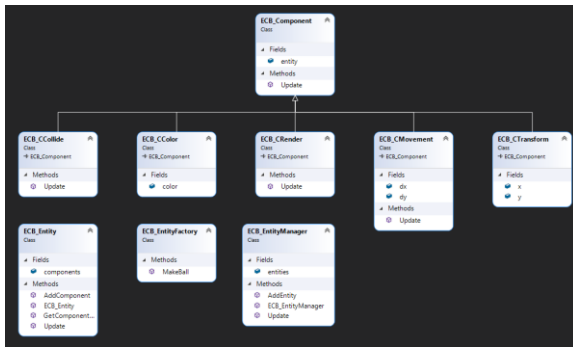 ECB_Component
Class
Fields
entity
Methods
Update
ECB_CCollide
Class
ECB_Component
Methods
Update
ECB_CColor
Class
ECB_Component
Fields
color
ECB_CRender
Class
ECB_Component
Methods
Update
ECB_CMovement
Class
ECB_Component
Fields
dx
dy
Methods
Update
ECB_CTransform
Class
ECB_Component
Fields
x
y
ECB_Entity
Class
Fields
components
Methods
AddComponent
ECB_Entity
GetComponent...
Update
ECB_EntityFactory
Class
Methods
MakeBall
ECB_EntityManager
Class
Fields
entities
Methods
AddEntity
ECB_EntityManager
Update